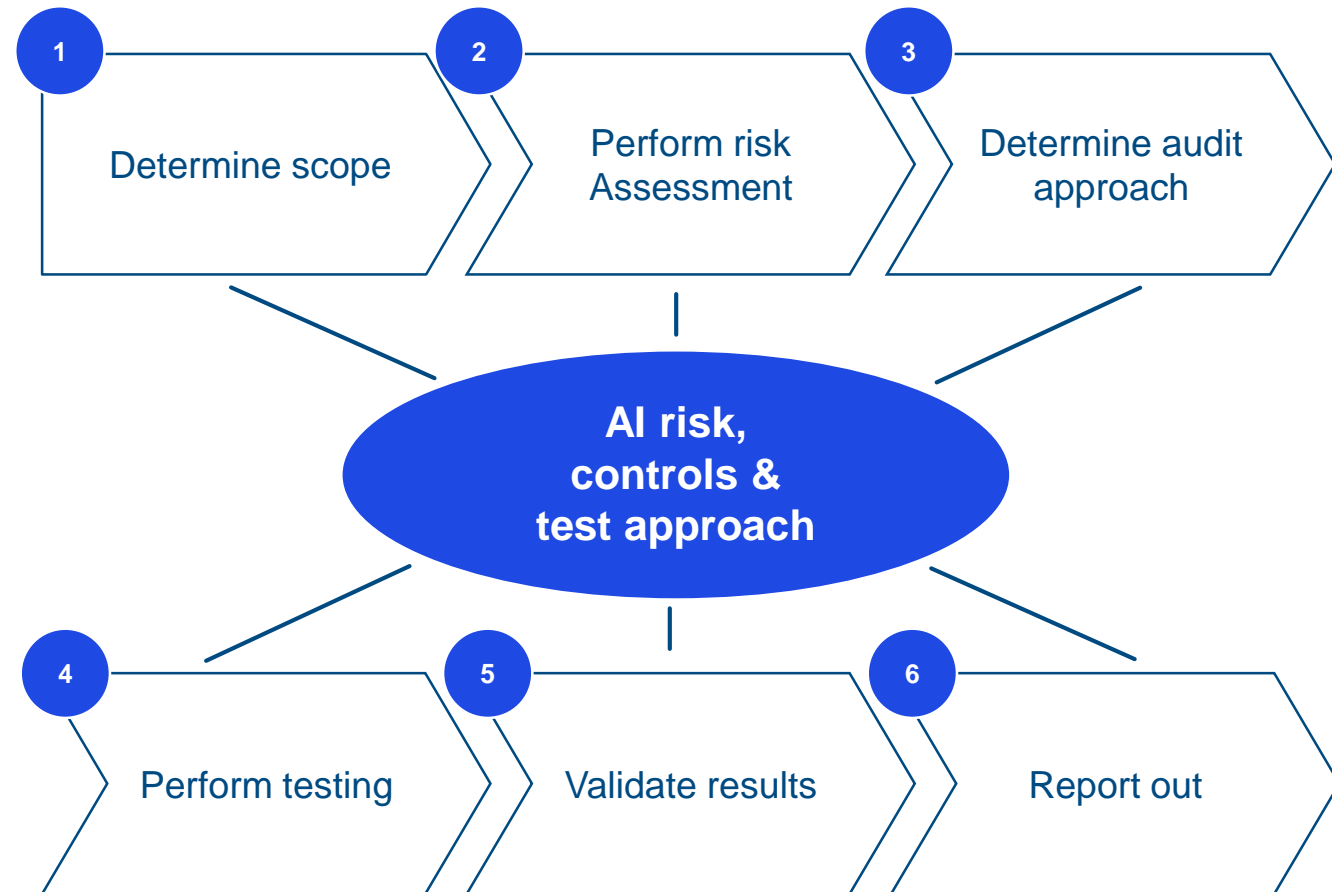 1
Determine scope
2
Perform risk
Assessment
3
Determine audit
approach
AI risk,
controls &
test approach
4
Perform testing
5
Validate results
6
Report out